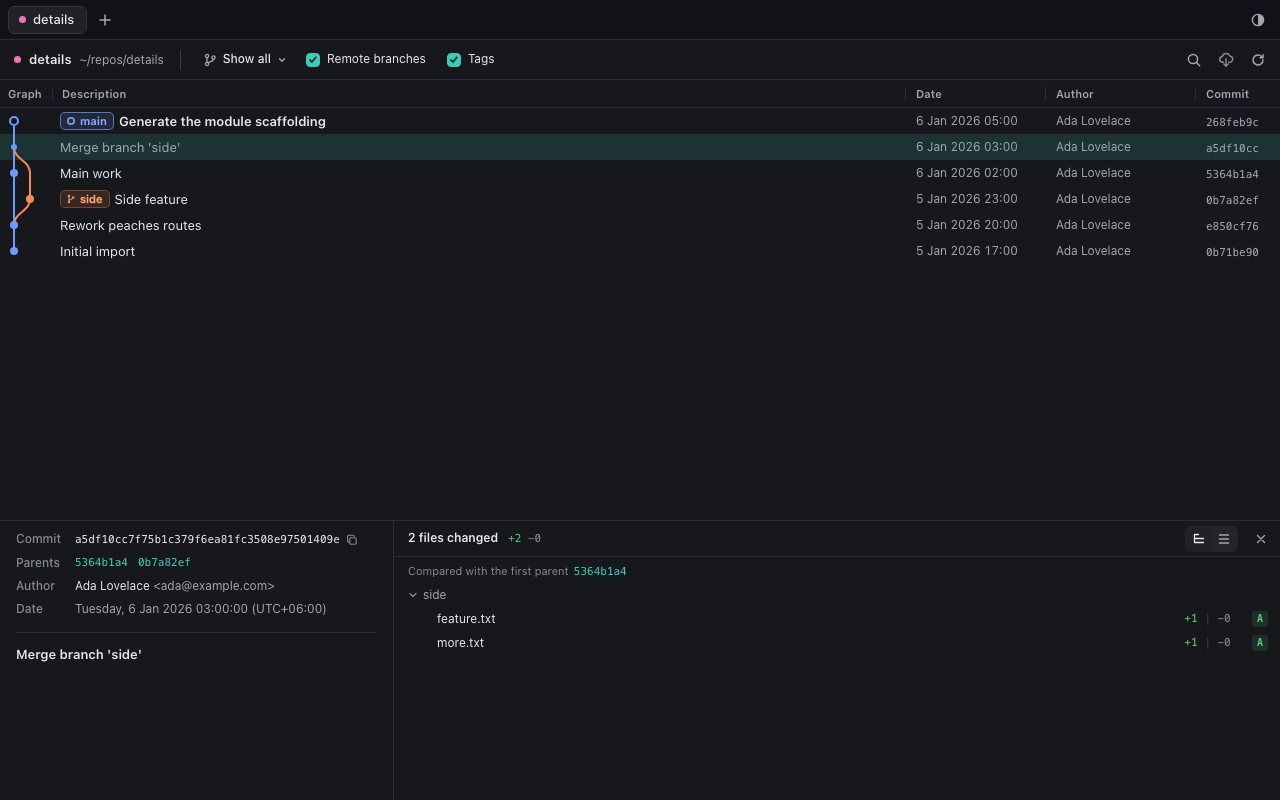 details
details ~/repos/details Show all Remote branches Tags
Graph Description Date Author Commit
main Generate the module scaffolding 6 Jan 2026 05:00 Ada Lovelace 268feb9c
Merge branch 'side' 6 Jan 2026 03:00 Ada Lovelace a5df10cc
Main work 6 Jan 2026 02:00 Ada Lovelace 5364b1a4
side Side feature 5 Jan 2026 23:00 Ada Lovelace 0b7a82ef
Rework peaches routes 5 Jan 2026 20:00 Ada Lovelace e850cf76
Initial import 5 Jan 2026 17:00 Ada Lovelace 0b71be90
Commit a5df10cc7f75b1c379f6ea81fc3508e97501409e
Parents 5364b1a4 0b7a82ef
Author Ada Lovelace <ada@example.com>
Date Tuesday, 6 Jan 2026 03:00:00 (UTC+06:00)
Merge branch 'side'
2 files changed +2 −0
Compared with the first parent 5364b1a4
side
feature.txt +1 | −0 A
more.txt +1 | −0 A